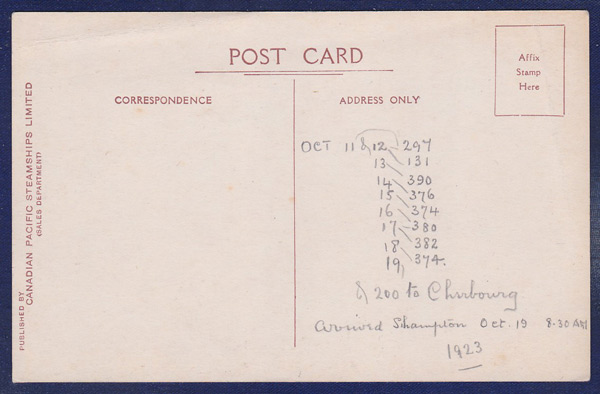 POST CARD
CORRESPONDENCE
ADDRESS ONLY
Affix
Stamp
Here
PUBLISHED BY
CANADIAN PACIFIC STEAMSHIPS LIMITED
(SALES DEPARTMENT)
OCT 11 & 12 - 297
13 131
14 390
15 376
16 374
17 - 380
18 382
19, 374.
& 200 to Cherbourg
arrived Shampton Oct. 19 8-30 AM
1923